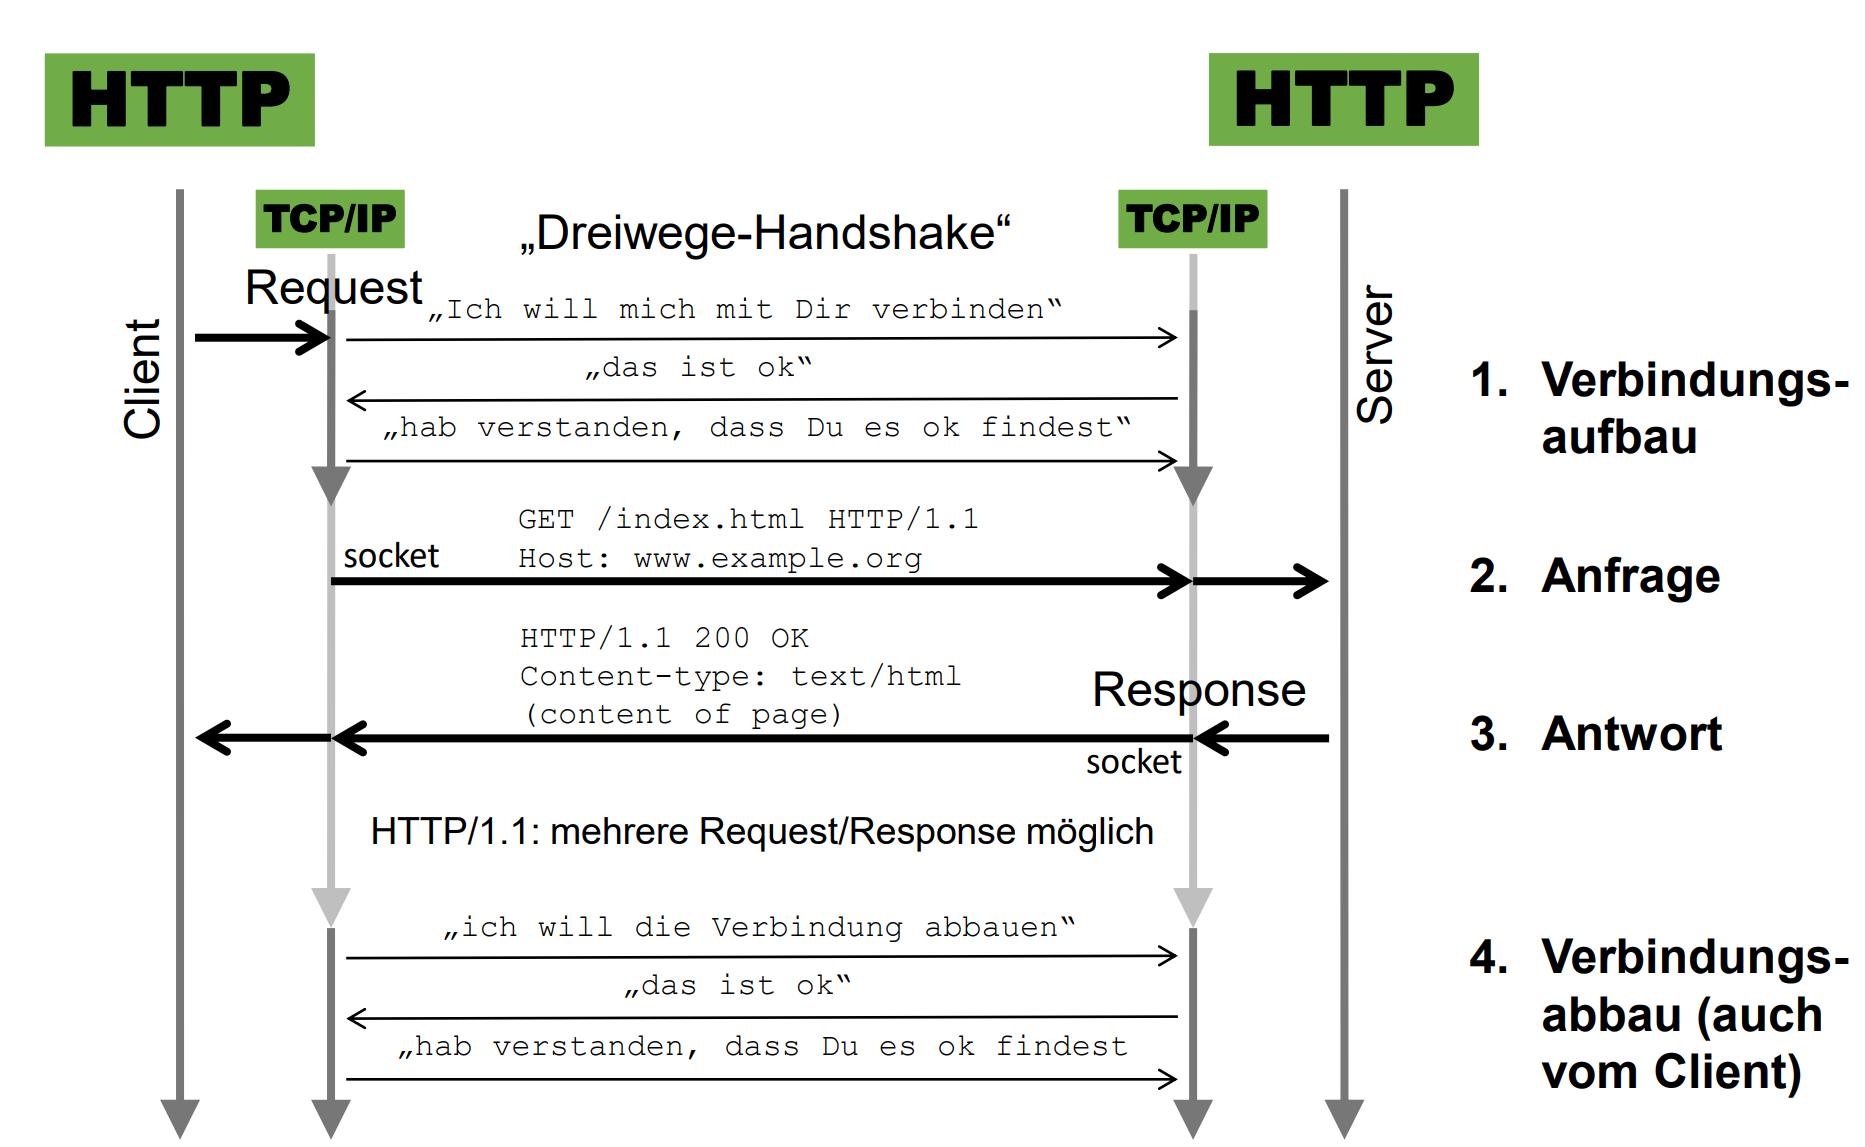 HTTP
HTTP
TCP/IP
TCP/IP
„Dreiwege-Handshake“
Request
„Ich will mich mit Dir verbinden“
Client
Server
„das ist ok“
„hab verstanden, dass Du es ok findest“
1. Verbindungs-
aufbau
GET /index.html HTTP/1.1
socket
Host: www.example.org
2. Anfrage
HTTP/1.1 200 OK
Content-type: text/html
(content of page)
Response
socket
3. Antwort
HTTP/1.1: mehrere Request/Response möglich
„ich will die Verbindung abbauen“
„das ist ok“
„hab verstanden, dass Du es ok findest
4. Verbindungs-
abbau (auch
vom Client)